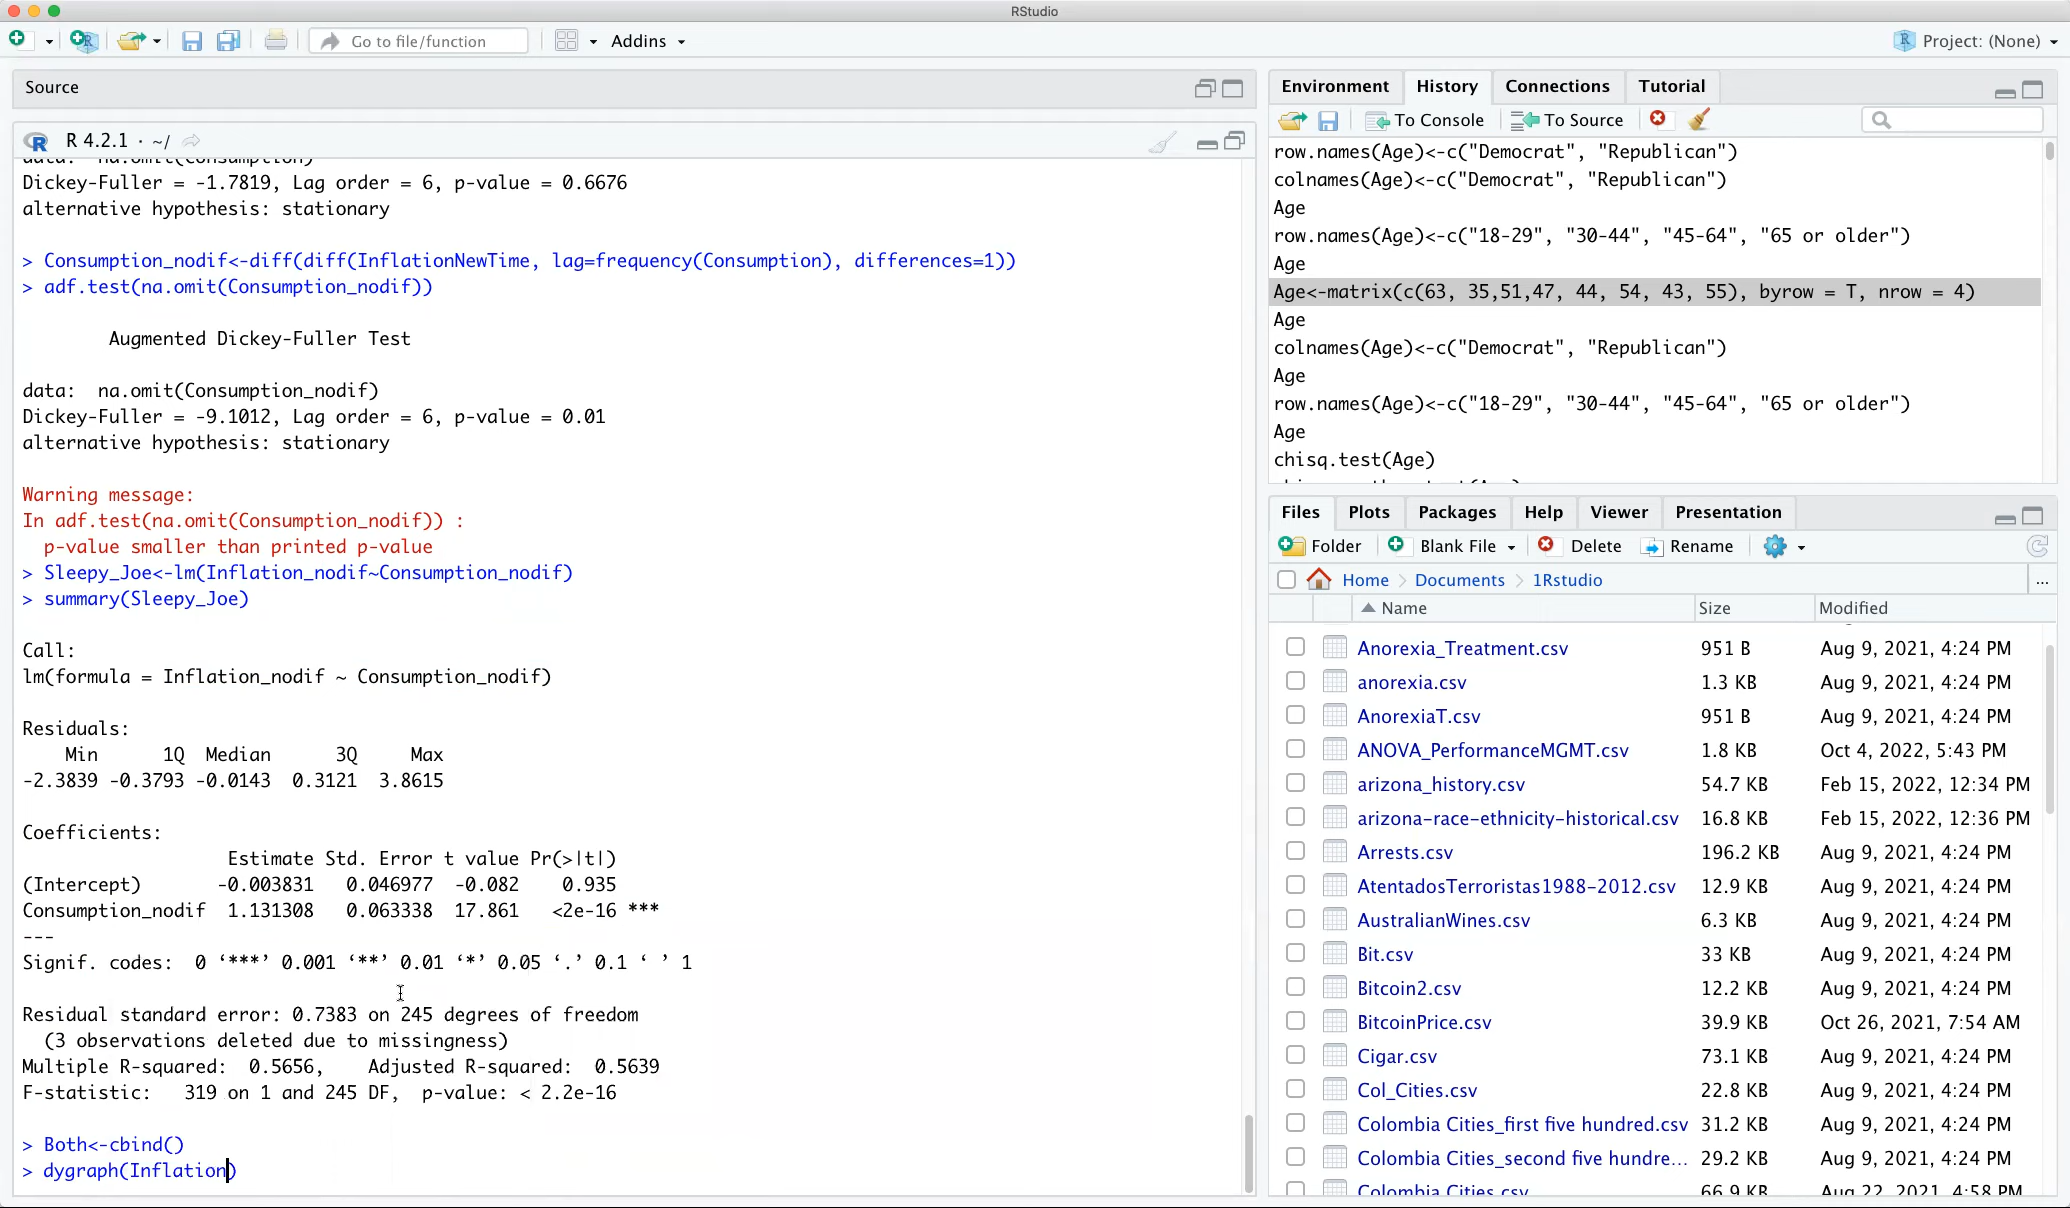 RStudio
Go to file/function
Addins
Project: (None)
Source
R 4.2.1 · ~/
data:  na.omit(Consumption)
Dickey-Fuller = -1.7819, Lag order = 6, p-value = 0.6676
alternative hypothesis: stationary
> Consumption_nodif<-diff(diff(InflationNewTime, lag=frequency(Consumption), differences=1))
> adf.test(na.omit(Consumption_nodif))
Augmented Dickey-Fuller Test
data:  na.omit(Consumption_nodif)
Dickey-Fuller = -9.1012, Lag order = 6, p-value = 0.01
alternative hypothesis: stationary
Warning message:
In adf.test(na.omit(Consumption_nodif)) :
  p-value smaller than printed p-value
> Sleepy_Joe<-lm(Inflation_nodif~Consumption_nodif)
> summary(Sleepy_Joe)
Call:
lm(formula = Inflation_nodif ~ Consumption_nodif)
Residuals:
    Min      1Q  Median      3Q     Max
-2.3839 -0.3793 -0.0143  0.3121  3.8615
Coefficients:
                   Estimate Std. Error t value Pr(>|t|)
(Intercept)       -0.003831   0.046977  -0.082    0.935
Consumption_nodif  1.131308   0.063338  17.861   <2e-16 ***
---
Signif. codes:  0 ‘***’ 0.001 ‘**’ 0.01 ‘*’ 0.05 ‘.’ 0.1 ‘ ’ 1
Residual standard error: 0.7383 on 245 degrees of freedom
  (3 observations deleted due to missingness)
Multiple R-squared:  0.5656,    Adjusted R-squared:  0.5639
F-statistic:   319 on 1 and 245 DF,  p-value: < 2.2e-16
> Both<-cbind()
> dygraph(Inflation)
Environment History Connections Tutorial
To Console To Source
row.names(Age)<-c("Democrat", "Republican")
colnames(Age)<-c("Democrat", "Republican")
Age
row.names(Age)<-c("18-29", "30-44", "45-64", "65 or older")
Age
Age<-matrix(c(63, 35,51,47, 44, 54, 43, 55), byrow = T, nrow = 4)
Age
colnames(Age)<-c("Democrat", "Republican")
Age
row.names(Age)<-c("18-29", "30-44", "45-64", "65 or older")
Age
chisq.test(Age)
Files Plots Packages Help Viewer Presentation
Folder Blank File Delete Rename
Home Documents 1Rstudio ...
Name Size Modified
Anorexia_Treatment.csv 951 B Aug 9, 2021, 4:24 PM
anorexia.csv 1.3 KB Aug 9, 2021, 4:24 PM
AnorexiaT.csv 951 B Aug 9, 2021, 4:24 PM
ANOVA_PerformanceMGMT.csv 1.8 KB Oct 4, 2022, 5:43 PM
arizona_history.csv 54.7 KB Feb 15, 2022, 12:34 PM
arizona-race-ethnicity-historical.csv 16.8 KB Feb 15, 2022, 12:36 PM
Arrests.csv 196.2 KB Aug 9, 2021, 4:24 PM
AtentadosTerroristas1988-2012.csv 12.9 KB Aug 9, 2021, 4:24 PM
AustralianWines.csv 6.3 KB Aug 9, 2021, 4:24 PM
Bit.csv 33 KB Aug 9, 2021, 4:24 PM
Bitcoin2.csv 12.2 KB Aug 9, 2021, 4:24 PM
BitcoinPrice.csv 39.9 KB Oct 26, 2021, 7:54 AM
Cigar.csv 73.1 KB Aug 9, 2021, 4:24 PM
Col_Cities.csv 22.8 KB Aug 9, 2021, 4:24 PM
Colombia Cities_first five hundred.csv 31.2 KB Aug 9, 2021, 4:24 PM
Colombia Cities_second five hundre... 29.2 KB Aug 9, 2021, 4:24 PM
Colombia Cities.csv 66.9 KB Aug 22, 2021, 4:58 PM